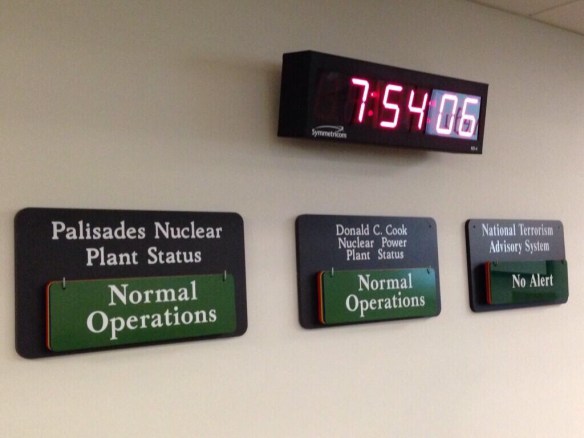 7:54:06
Symmetricom
Palisades Nuclear
Plant Status
Normal
Operations
Donald C. Cook
Nuclear Power
Plant Status
Normal
Operations
National Terrorism
Advisory System
No Alert